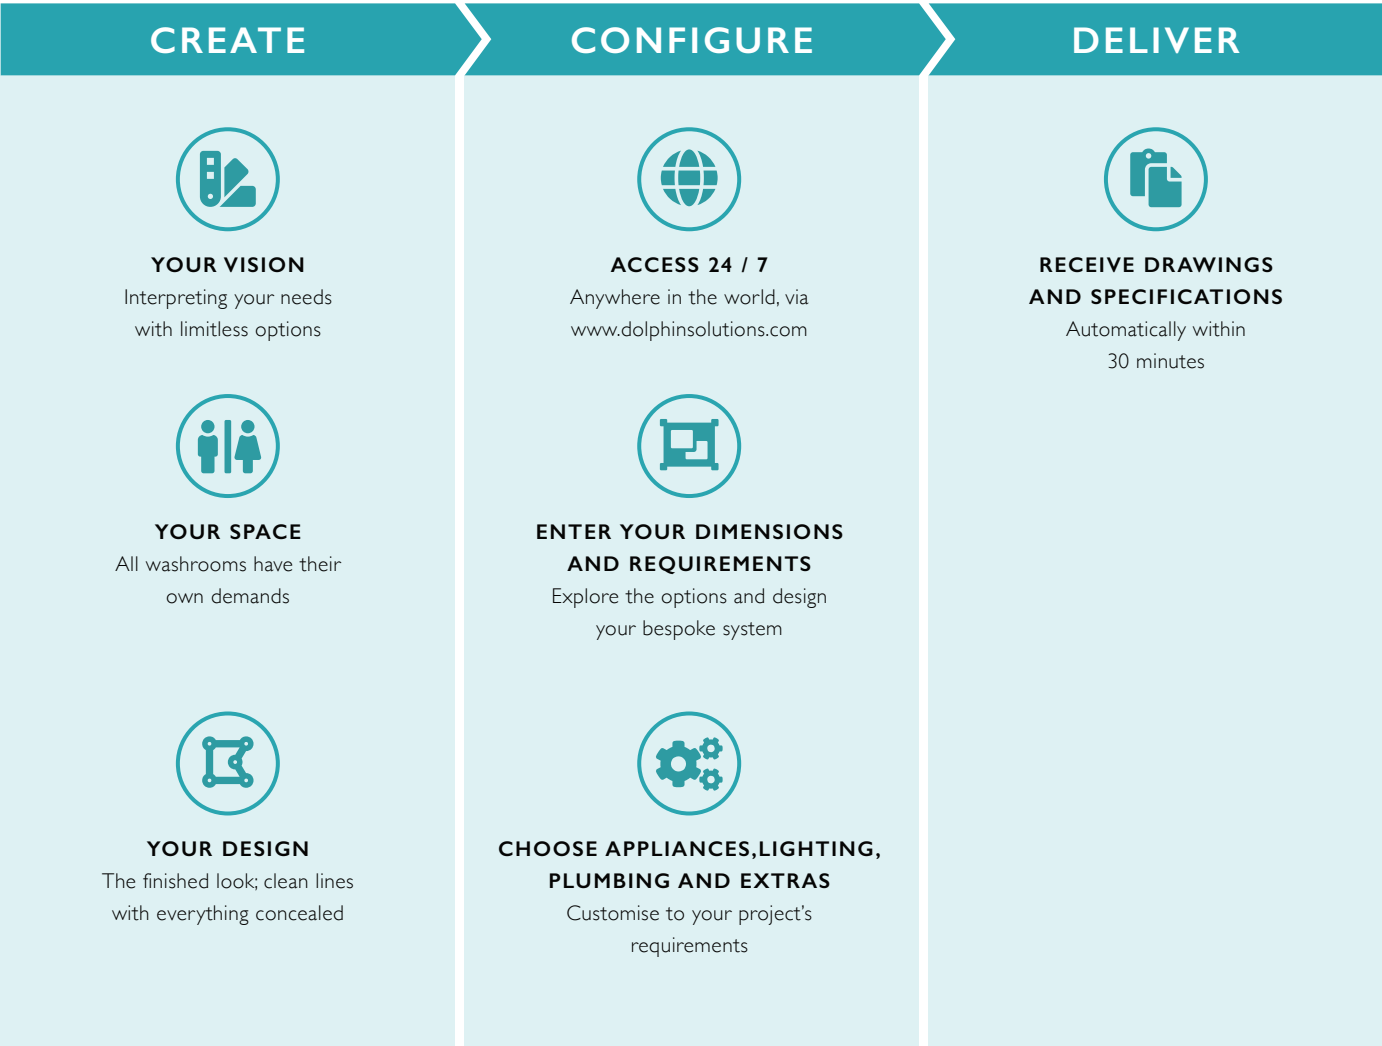 CREATE
YOUR VISION
Interpreting your needs
with limitless options
YOUR SPACE
All washrooms have their
own demands
YOUR DESIGN
The finished look; clean lines
with everything concealed
CONFIGURE
ACCESS 24 / 7
Anywhere in the world, via
www.dolphinsolutions.com
ENTER YOUR DIMENSIONS
AND REQUIREMENTS
Explore the options and design
your bespoke system
CHOOSE APPLIANCES,LIGHTING,
PLUMBING AND EXTRAS
Customise to your project's
requirements
DELIVER
RECEIVE DRAWINGS
AND SPECIFICATIONS
Automatically within
30 minutes